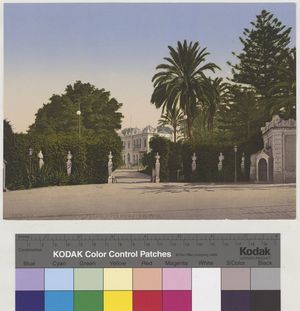 KODAK Color Control Patches
Kodak
Blue Cyan Green Yellow Red Magenta White 3/Color Black